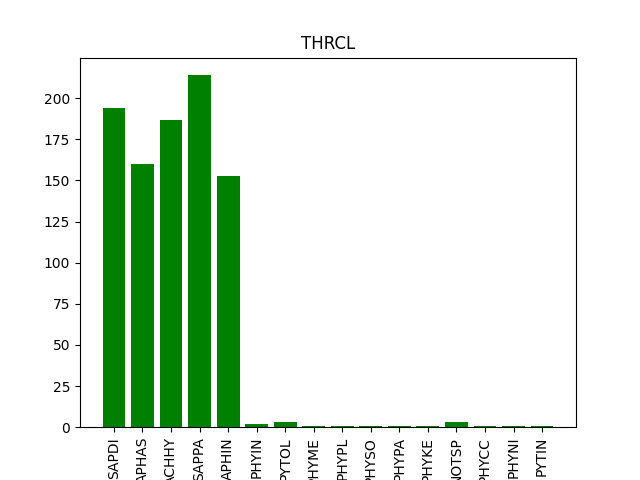 THRCL
200
175
150
125
100
75
50
25
0
SAPDI
APHAS
ACHHY
SAPPA
APHIN
PHYIN
PYTOL
PHYME
PHYPL
PHYSO
PHYPA
PHYKE
NOTSP
PHYCC
PHYNI
PYTIN